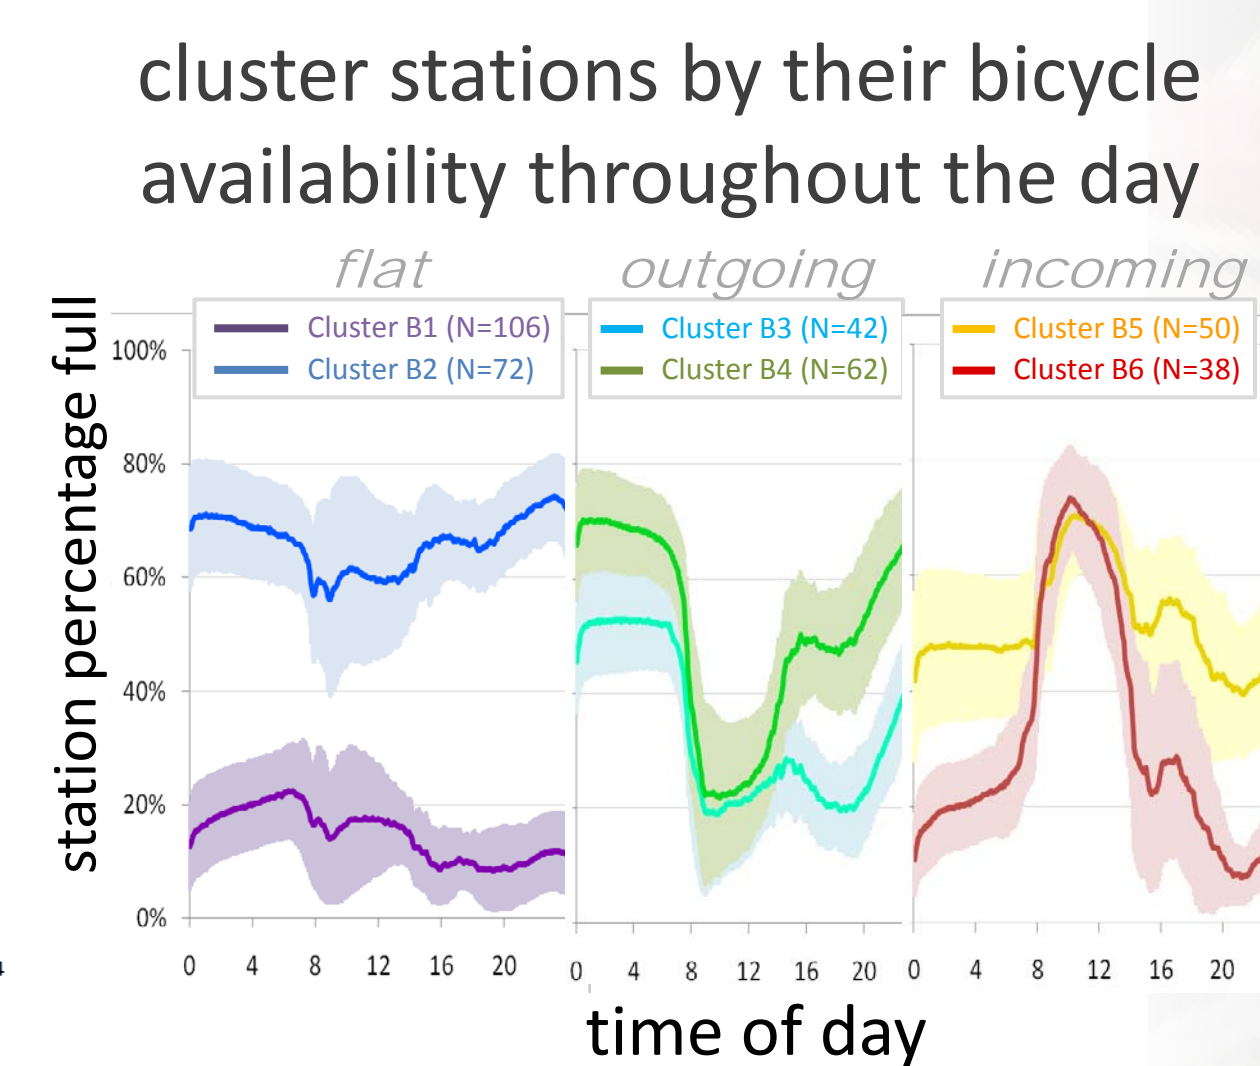 cluster stations by their bicycle
availability throughout the day
flat
outgoing
incoming
Cluster B1 (N=106)
Cluster B2 (N=72)
Cluster B3 (N=42)
Cluster B4 (N=62)
Cluster B5 (N=50)
Cluster B6 (N=38)
station percentage full
100%
80%
60%
40%
20%
0%
0 4 8 12 16 20
0 4 8 12 16 20
0 4 8 12 16 20
time of day